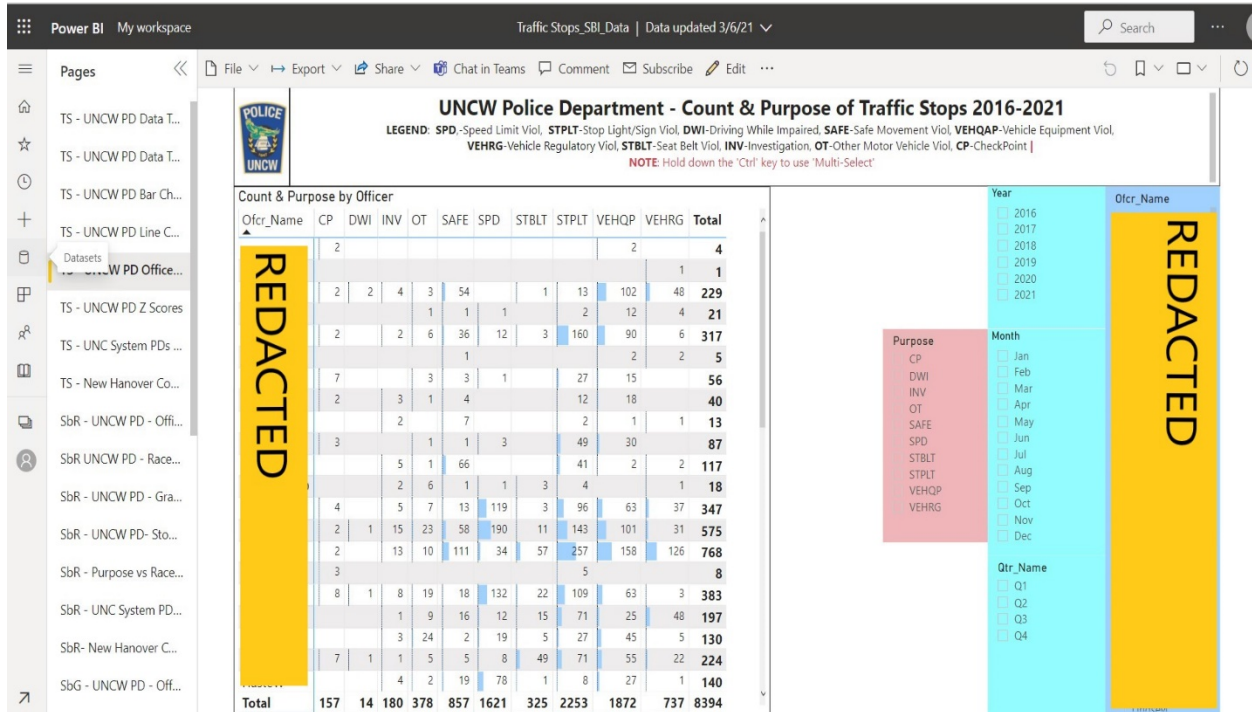 Power BI My workspace
Traffic Stops_SBI_Data | Data updated 3/6/21
Search
Pages
File Export Share Chat in Teams Comment Subscribe Edit
TS - UNCW PD Data T...
TS - UNCW PD Data T...
TS - UNCW PD Bar Ch...
TS - UNCW PD Line C...
Datasets
UNCW PD Office...
TS - UNCW PD Z Scores
TS - UNC System PDs ...
TS - New Hanover Co...
SbR - UNCW PD - Offi...
SbR UNCW PD - Race...
SbR - UNCW PD - Gra...
SbR - UNCW PD- Sto...
SbR - Purpose vs Race...
SbR - UNC System PD...
SbR- New Hanover C...
SbG - UNCW PD - Off...
POLICE
UNCW
UNCW Police Department - Count & Purpose of Traffic Stops 2016-2021
LEGEND: SPD,-Speed Limit Viol, STPLT-Stop Light/Sign Viol, DWI-Driving While Impaired, SAFE-Safe Movement Viol, VEHQAP-Vehicle Equipment Viol,
VEHRG-Vehicle Regulatory Viol, STBLT-Seat Belt Viol, INV-Investigation, OT-Other Motor Vehicle Viol, CP-CheckPoint |
NOTE: Hold down the 'Ctrl' key to use 'Multi-Select'
Count & Purpose by Officer
Ofcr_Name CP DWI INV OT SAFE SPD STBLT STPLT VEHQP VEHRG Total
REDACTED
2 2 4
1 1
2 2 4 3 54 1 13 102 48 229
1 1 1 2 12 4 21
2 2 6 36 12 3 160 90 6 317
1 2 2 5
7 3 3 1 27 15 56
2 3 1 4 12 18 40
2 7 2 1 1 13
3 1 1 3 49 30 87
5 1 66 41 2 2 117
2 6 1 1 3 4 1 18
4 5 7 13 119 3 96 63 37 347
2 1 15 23 58 190 11 143 101 31 575
2 13 10 111 34 57 257 158 126 768
3 5 8
8 1 8 19 18 132 22 109 63 3 383
1 9 16 12 15 71 25 48 197
3 24 2 19 5 27 45 5 130
7 1 1 5 5 8 49 71 55 22 224
4 2 19 78 1 8 27 1 140
Total 157 14 180 378 857 1621 325 2253 1872 737 8394
Purpose
CP
DWI
INV
OT
SAFE
SPD
STBLT
STPLT
VEHQP
VEHRG
Year
2016
2017
2018
2019
2020
2021
Month
Jan
Feb
Mar
Apr
May
Jun
Jul
Aug
Sep
Oct
Nov
Dec
Qtr_Name
Q1
Q2
Q3
Q4
Ofcr_Name
REDACTED